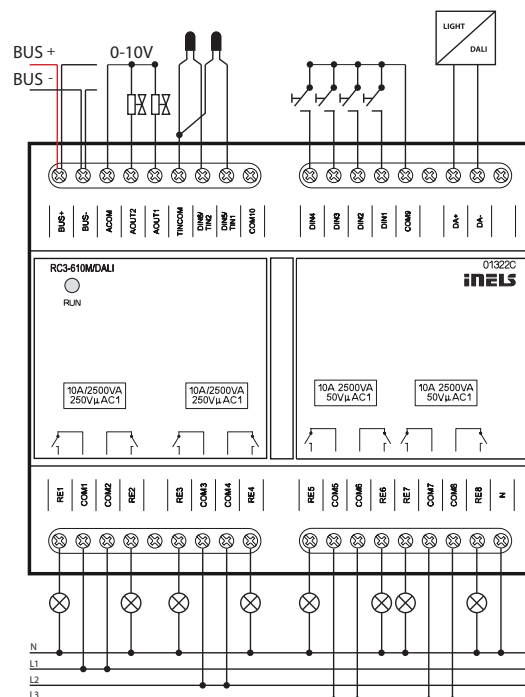 LIGHT
DALI
BUS +
0-10V
BUS -
BUS+
BUS-
ACOM
AOUT2
AOUT1
TINCOM
DIN6/
TIN2
DIN5/
TIN1
COM10
DIN4
DIN3
DIN2
DIN1
COM9
DA+
DA-
RC3-610M/DALI
RUN
01322C
iNELS
10A/2500VA
250VµAC1
10A/2500VA
250VµAC1
10A 2500VA
50VµAC1
10A 2500VA
50VµAC1
RE1
COM1
COM2
RE2
RE3
COM3
COM4
RE4
RE5
COM5
COM6
RE6
RE7
COM7
COM8
RE8
N
N
L1
L2
L3